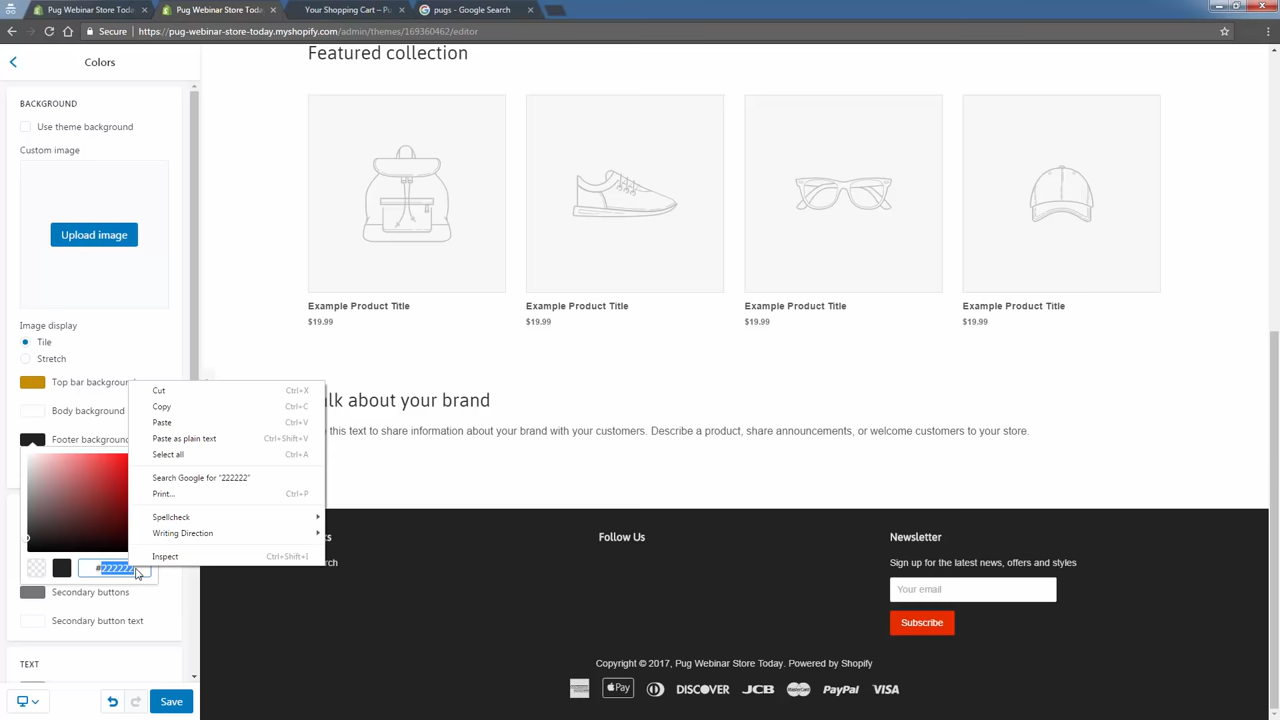 Pug Webinar Store Toda
Pug Webinar Store Today
Your Shopping Cart – Pu
pugs - Google Search
Secure
https://pug-webinar-store-today.myshopify.com/admin/themes/169360462/editor
Colors
BACKGROUND
Use theme background
Custom image
Upload image
Image display
Tile
Stretch
Top bar background
Body background
Footer background
#222222
Secondary buttons
Secondary button text
TEXT
Save
Cut Ctrl+X
Copy Ctrl+C
Paste Ctrl+V
Paste as plain text Ctrl+Shift+V
Select all Ctrl+A
Search Google for "222222"
Print... Ctrl+P
Spellcheck
Writing Direction
Inspect Ctrl+Shift+I
Featured collection
Example Product Title
$19.99
Example Product Title
$19.99
Example Product Title
$19.99
Example Product Title
$19.99
alk about your brand
this text to share information about your brand with your customers. Describe a product, share announcements, or welcome customers to your store.
Follow Us
Newsletter
Sign up for the latest news, offers and styles
Your email
Subscribe
Copyright © 2017, Pug Webinar Store Today. Powered by Shopify
Apple Pay DISCOVER JCB MasterCard PayPal VISA